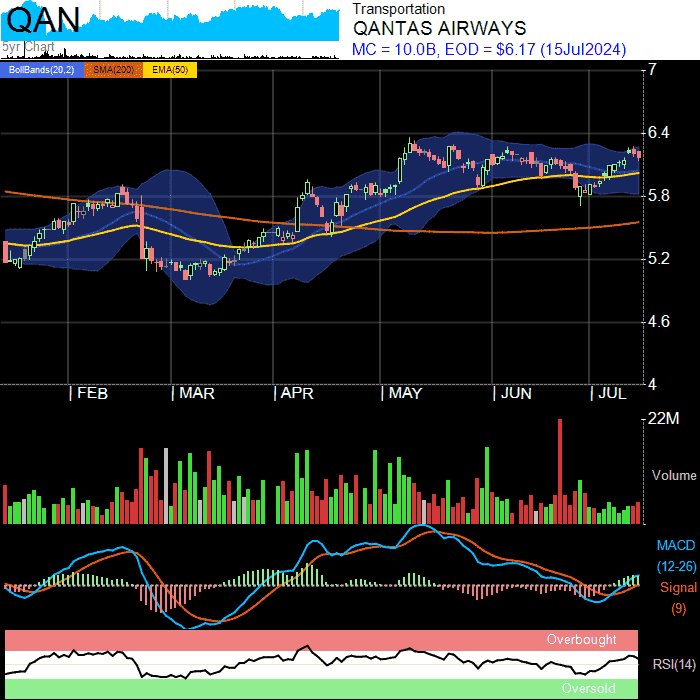 QAN
5yr Chart
Transportation
QANTAS AIRWAYS
MC = 10.0B, EOD = $6.17 (15Jul2024)
BollBands(20,2) SMA(200) EMA(50)
7
6.4
5.8
5.2
4.6
4
| FEB | MAR | APR | MAY | JUN | JUL
22M
Volume
MACD
(12-26)
Signal
(9)
Overbought
RSI(14)
Oversold